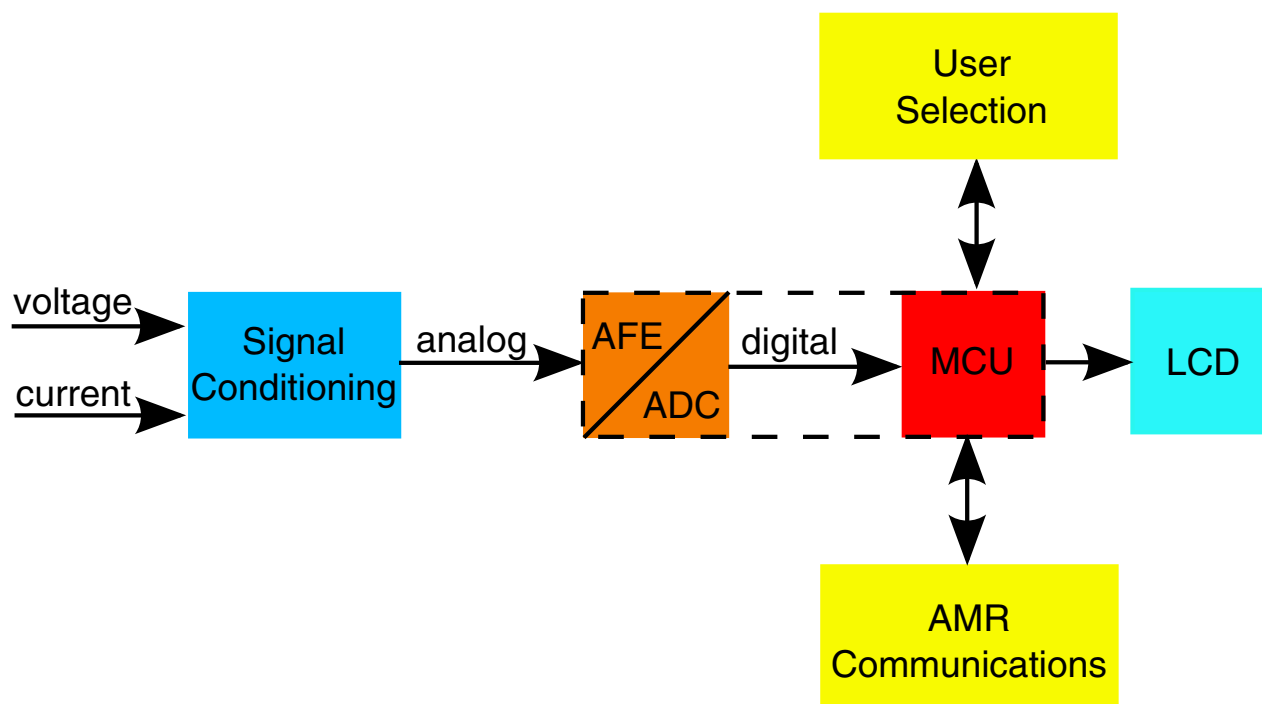 User
Selection
voltage
current
Signal
Conditioning
analog
AFE
ADC
digital
MCU
LCD
AMR
Communications